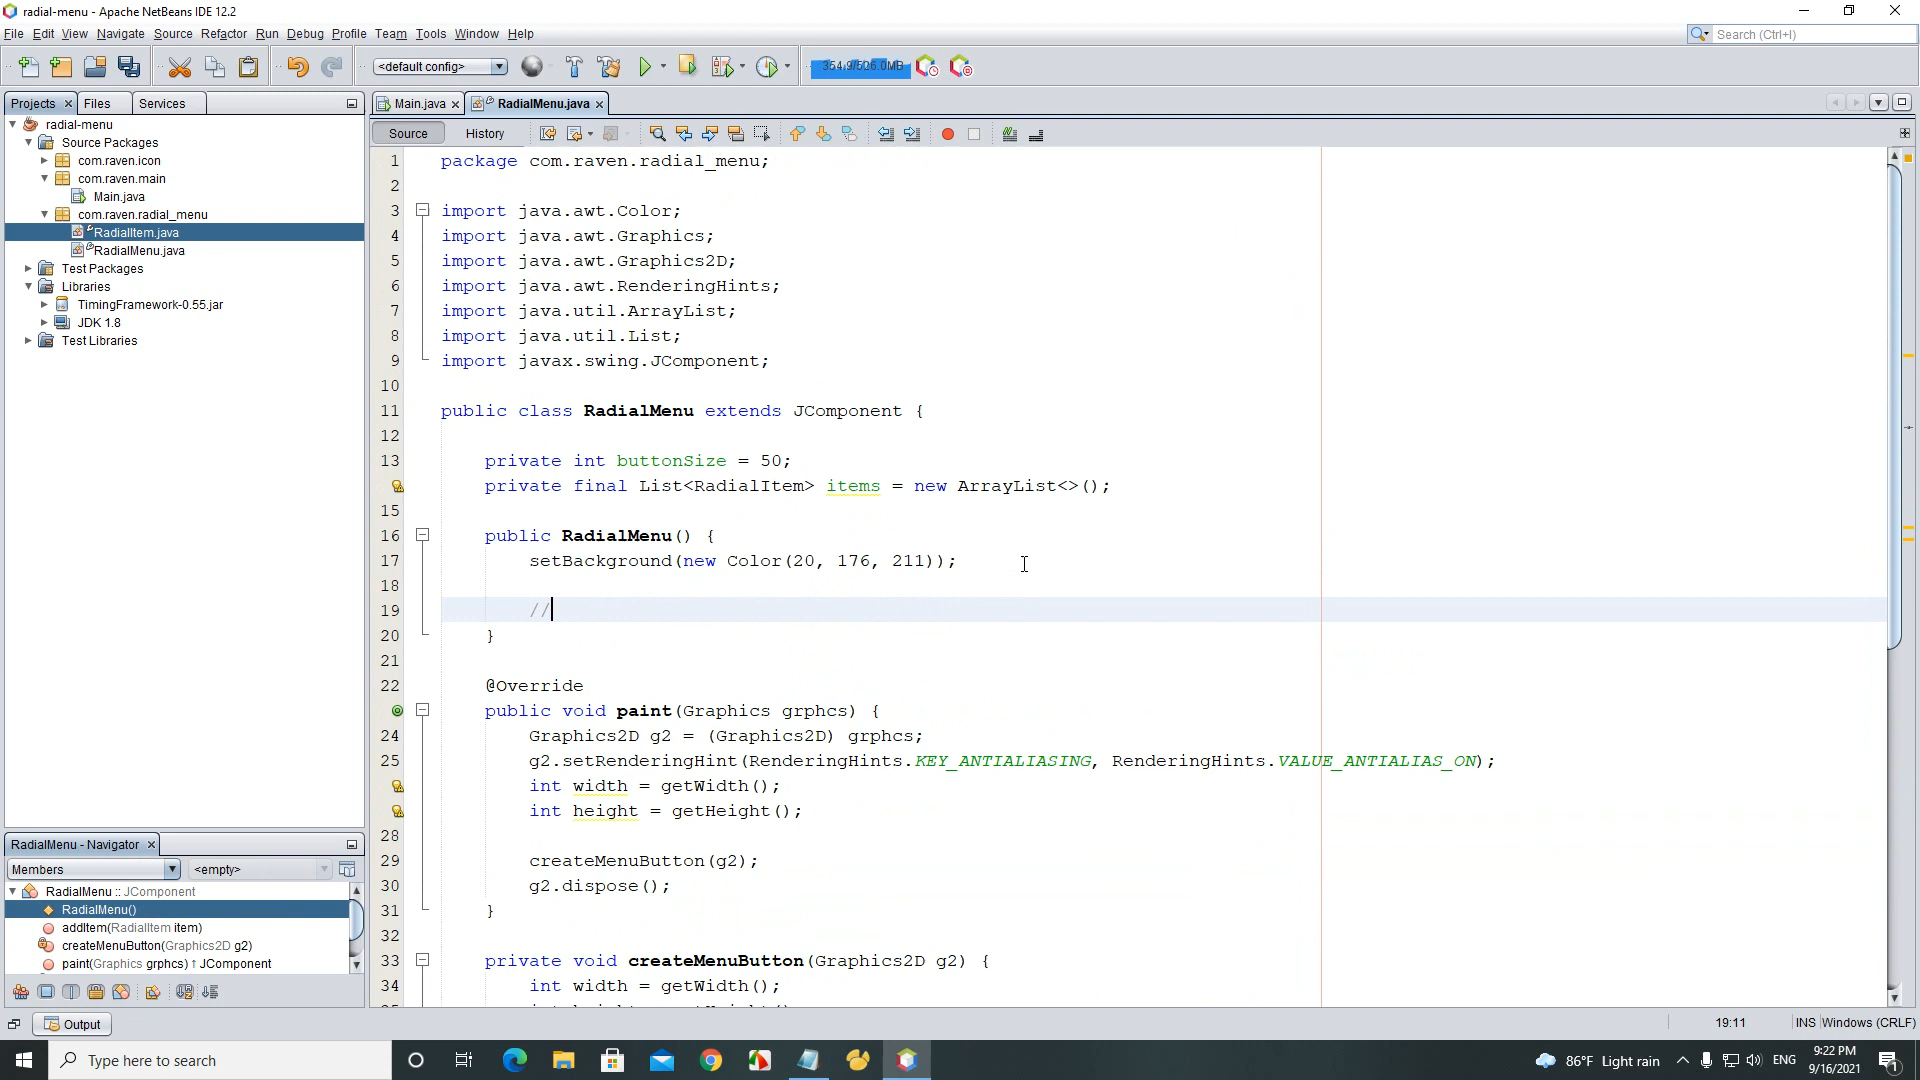 radial-menu - Apache NetBeans IDE 12.2
File Edit View Navigate Source Refactor Run Debug Profile Team Tools Window Help
Search (Ctrl+I)
<default config>
354.9/526.0MB
Projects Files Services
Main.java RadialMenu.java
Source History
radial-menu
Source Packages
com.raven.icon
com.raven.main
Main.java
com.raven.radial_menu
RadialItem.java
RadialMenu.java
Test Packages
Libraries
TimingFramework-0.55.jar
JDK 1.8
Test Libraries
1 package com.raven.radial_menu;
2
3 import java.awt.Color;
4 import java.awt.Graphics;
5 import java.awt.Graphics2D;
6 import java.awt.RenderingHints;
7 import java.util.ArrayList;
8 import java.util.List;
9 import javax.swing.JComponent;
10
11 public class RadialMenu extends JComponent {
12
13 private int buttonSize = 50;
private final List<RadialItem> items = new ArrayList<>();
15
16 public RadialMenu() {
17 setBackground(new Color(20, 176, 211));
18
19 //
20 }
21
22 @Override
public void paint(Graphics grphcs) {
24 Graphics2D g2 = (Graphics2D) grphcs;
25 g2.setRenderingHint(RenderingHints.KEY_ANTIALIASING, RenderingHints.VALUE_ANTIALIAS_ON);
int width = getWidth();
int height = getHeight();
28
29 createMenuButton(g2);
30 g2.dispose();
31 }
32
33 private void createMenuButton(Graphics2D g2) {
34 int width = getWidth();
RadialMenu - Navigator
Members <empty>
RadialMenu :: JComponent
RadialMenu()
addItem(RadialItem item)
createMenuButton(Graphics2D g2)
paint(Graphics grphcs) ↑ JComponent
Output
19:11 INS Windows (CRLF)
Type here to search
86°F Light rain ENG
9:22 PM
9/16/2021
1